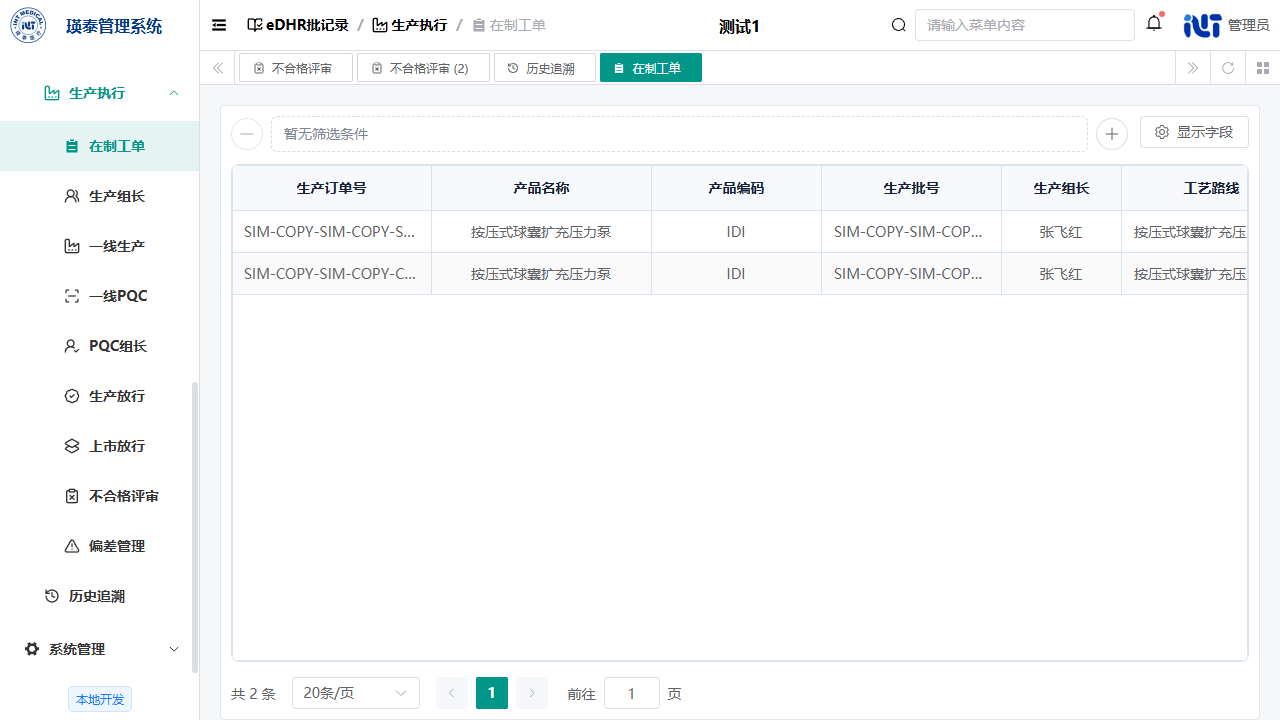 瑛泰管理系统
eDHR批记录 / 生产执行 / 在制工单
测试1
请输入菜单内容
管理员
不合格评审
不合格评审 (2)
历史追溯
在制工单
生产执行
在制工单
生产组长
一线生产
一线PQC
PQC组长
生产放行
上市放行
不合格评审
偏差管理
历史追溯
系统管理
本地开发
暂无筛选条件
显示字段
生产订单号 产品名称 产品编码 生产批号 生产组长 工艺路线
SIM-COPY-SIM-COPY-S... 按压式球囊扩充压力泵 IDI SIM-COPY-SIM-COP... 张飞红 按压式球囊扩充压
SIM-COPY-SIM-COPY-C... 按压式球囊扩充压力泵 IDI SIM-COPY-SIM-COP... 张飞红 按压式球囊扩充压
共 2 条 20条/页 1 前往 1 页